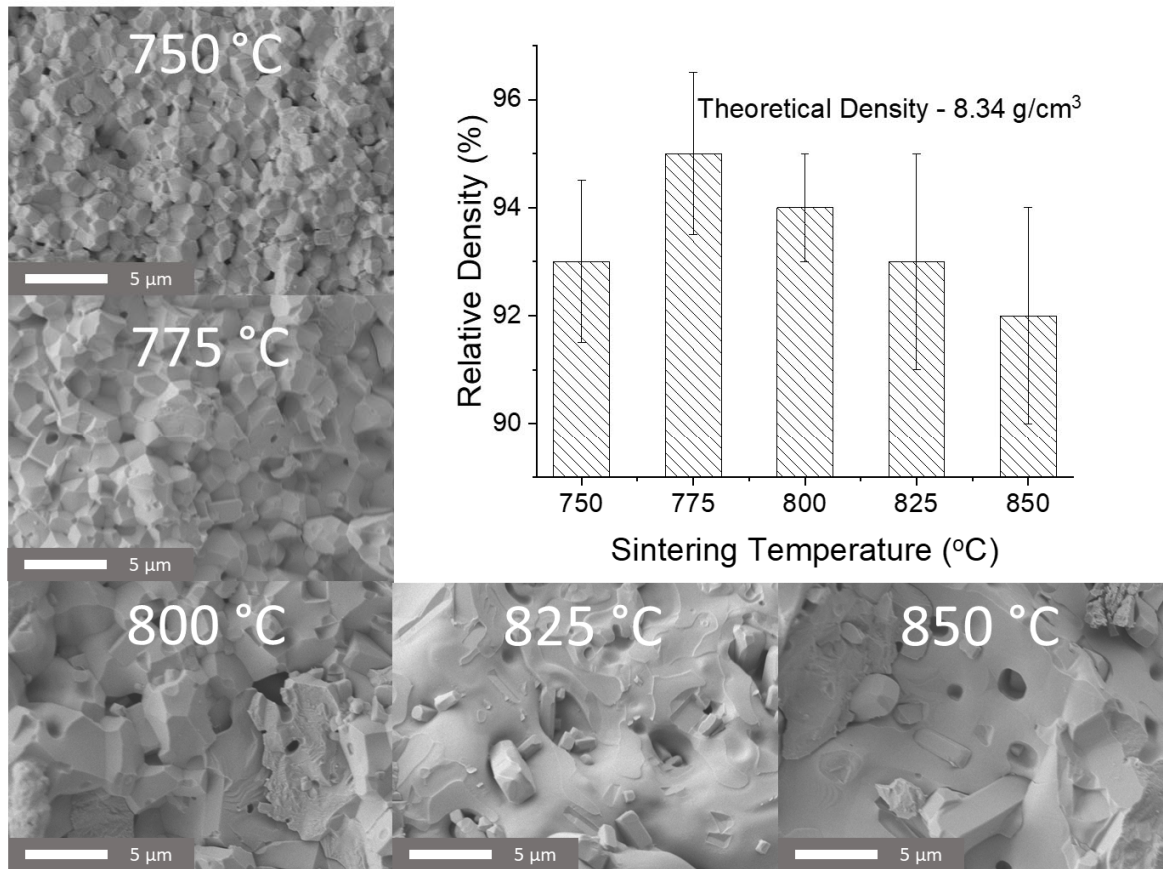 750 °C
5 µm
775 °C
5 µm
800 °C
5 µm
825 °C
5 µm
850 °C
5 µm
Theoretical Density - 8.34 g/cm³
Relative Density (%)
96
94
92
90
750 775 800 825 850
Sintering Temperature (°C)